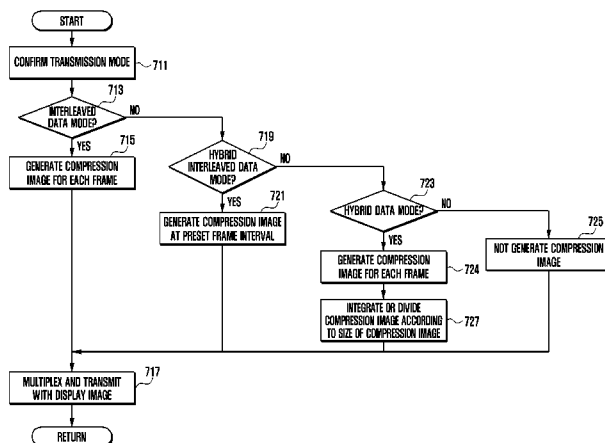 START
CONFIRM TRANSMISSION MODE
711
713
INTERLEAVED
DATA MODE?
NO
YES
715
GENERATE COMPRESSION
IMAGE FOR EACH FRAME
719
HYBRID
INTERLEAVED DATA
MODE?
NO
YES
721
GENERATE COMPRESSION IMAGE
AT PRESET FRAME INTERVAL
723
HYBRID DATA MODE?
NO
YES
725
NOT GENERATE COMPRESSION
IMAGE
GENERATE COMPRESSION
IMAGE FOR EACH FRAME
724
INTEGRATE OR DIVIDE
COMPRESSION IMAGE ACCORDING
TO SIZE OF COMPRESSION IMAGE
727
MULTIPLEX AND TRANSMIT
WITH DISPLAY IMAGE
717
RETURN